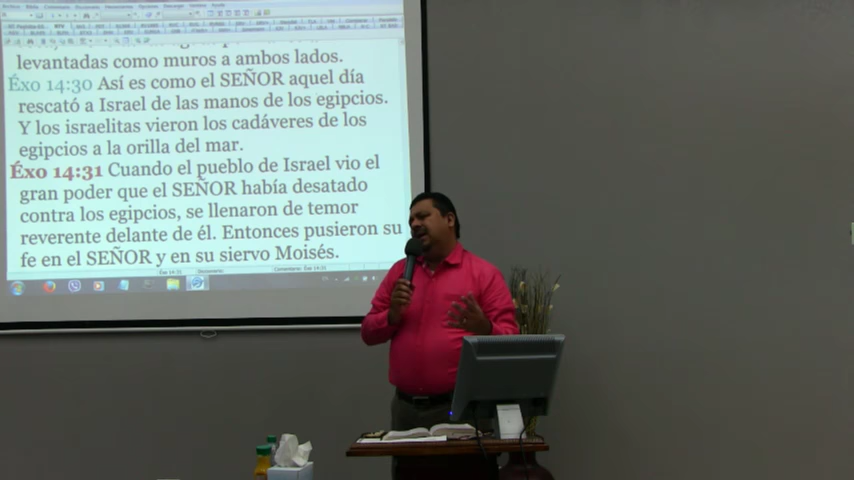 levantadas como muros a ambos lados.
Éxo 14:30 Así es como el SEÑOR aquel día
rescató a Israel de las manos de los egipcios.
Y los israelitas vieron los cadáveres de los
egipcios a la orilla del mar.
Éxo 14:31 Cuando el pueblo de Israel vio el
gran poder que el SEÑOR había desatado
contra los egipcios, se llenaron de temor
reverente delante de él. Entonces pusieron su
fe en el SEÑOR y en su siervo Moisés.